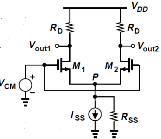 V_DD
R_D R_D
V_out1 V_out2
M_1 M_2
V_CM
P
I_SS R_SS